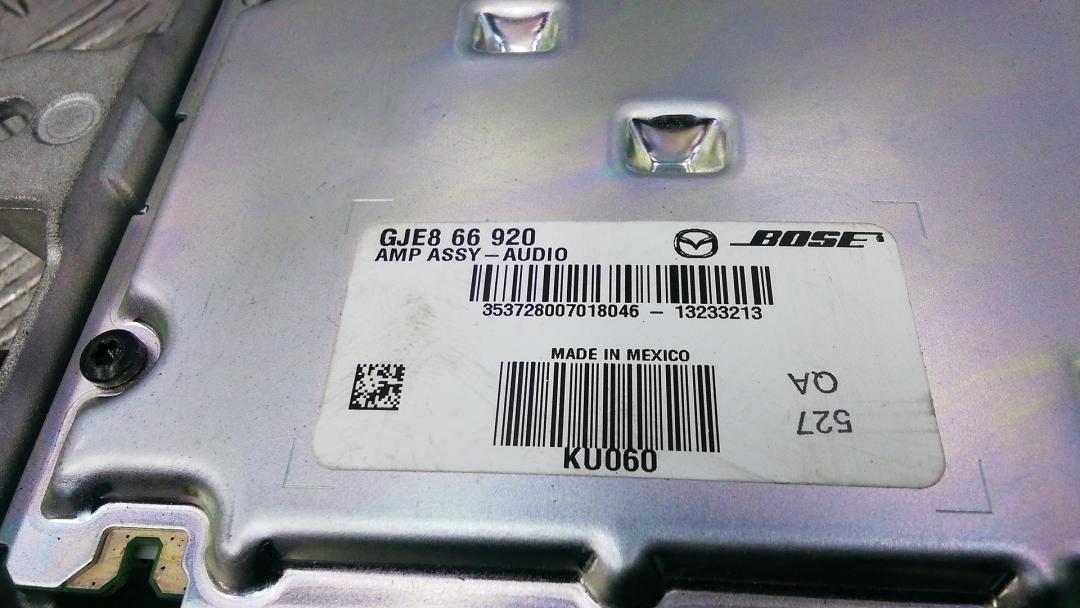 GJE8 66 920
BOSE
AMP ASSY - AUDIO
353728007018046 - 13233213
MADE IN MEXICO
QA
527
KU060